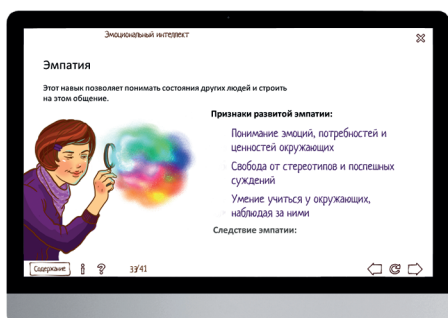 Эмоциональный интеллект
Эмпатия
Этот навык позволяет понимать состояния других людей и строить
на этом общение.
Признаки развитой эмпатии:
Понимание эмоций, потребностей и
ценностей окружающих
Свобода от стереотипов и поспешных
суждений
Умение учиться у окружающих,
наблюдая за ними
Следствие эмпатии:
Содержание i ? 33/41